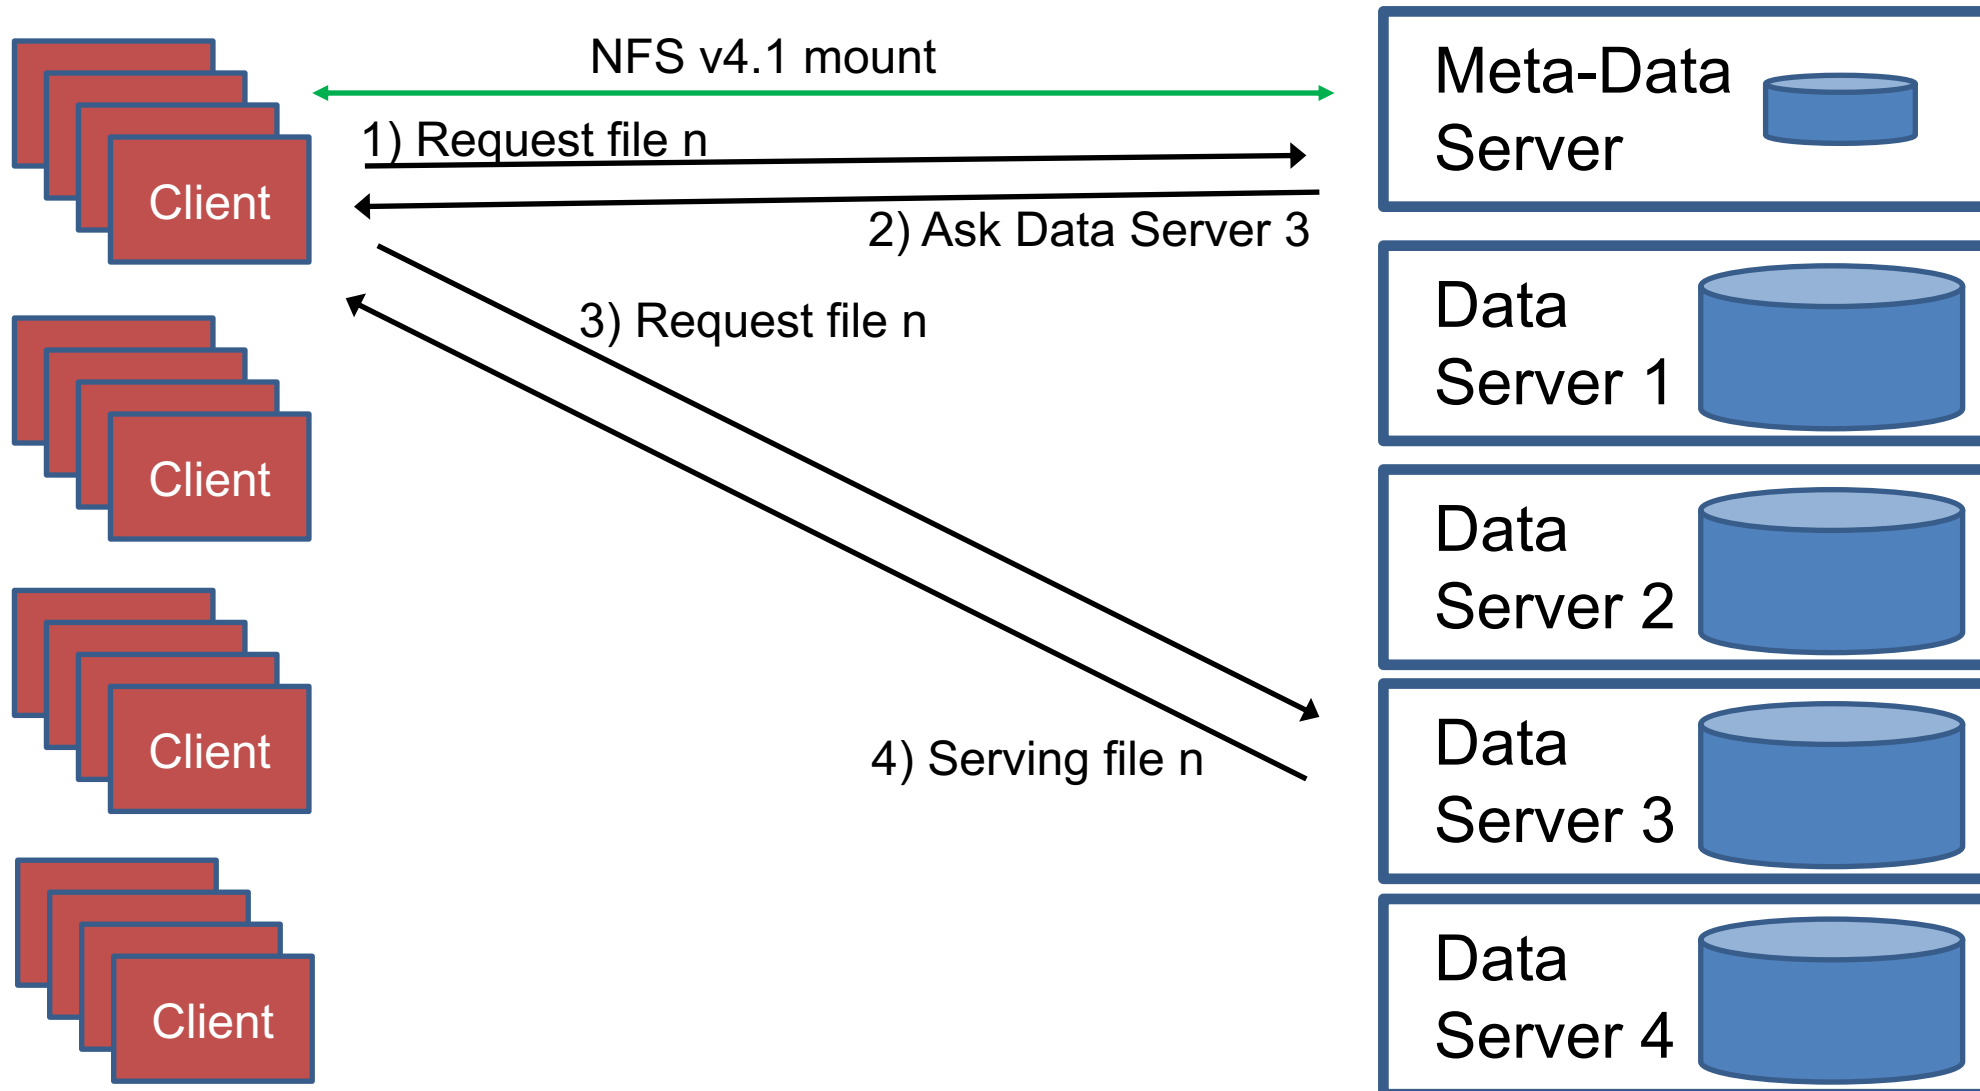 NFS v4.1 mount
1) Request file n
2) Ask Data Server 3
3) Request file n
4) Serving file n
Client
Client
Client
Client
Meta-Data
Server
Data
Server 1
Data
Server 2
Data
Server 3
Data
Server 4